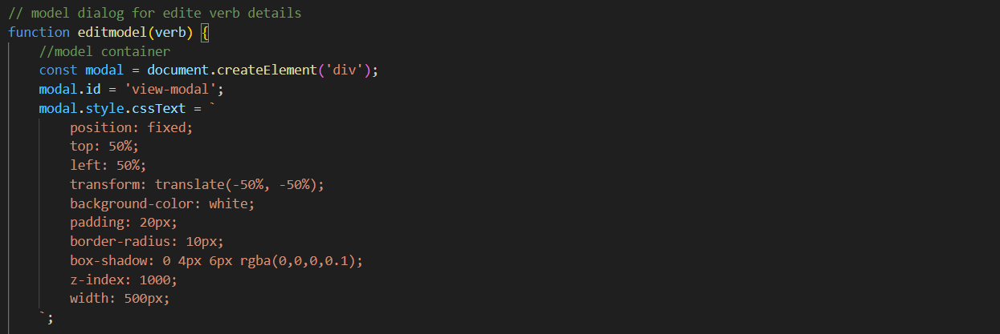 // model dialog for edite verb details
function editmodel(verb) {
    //model container
    const modal = document.createElement('div');
    modal.id = 'view-modal';
    modal.style.cssText = `
        position: fixed;
        top: 50%;
        left: 50%;
        transform: translate(-50%, -50%);
        background-color: white;
        padding: 20px;
        border-radius: 10px;
        box-shadow: 0 4px 6px rgba(0,0,0,0.1);
        z-index: 1000;
        width: 500px;
    `;